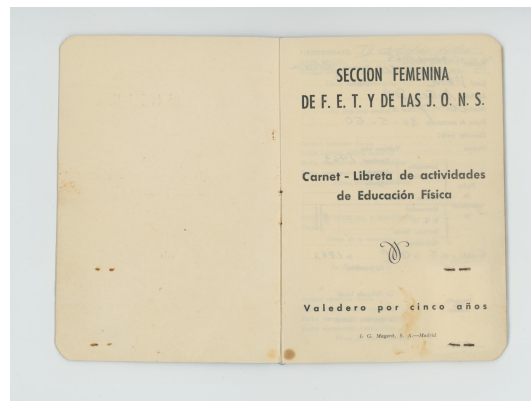 SECCION FEMENINA
DE F. E. T. Y DE LAS J. O. N. S.
Carnet - Libreta de actividades
de Educación Física
Valedero por cinco años
I. G. Magerit, S. A.—Madrid